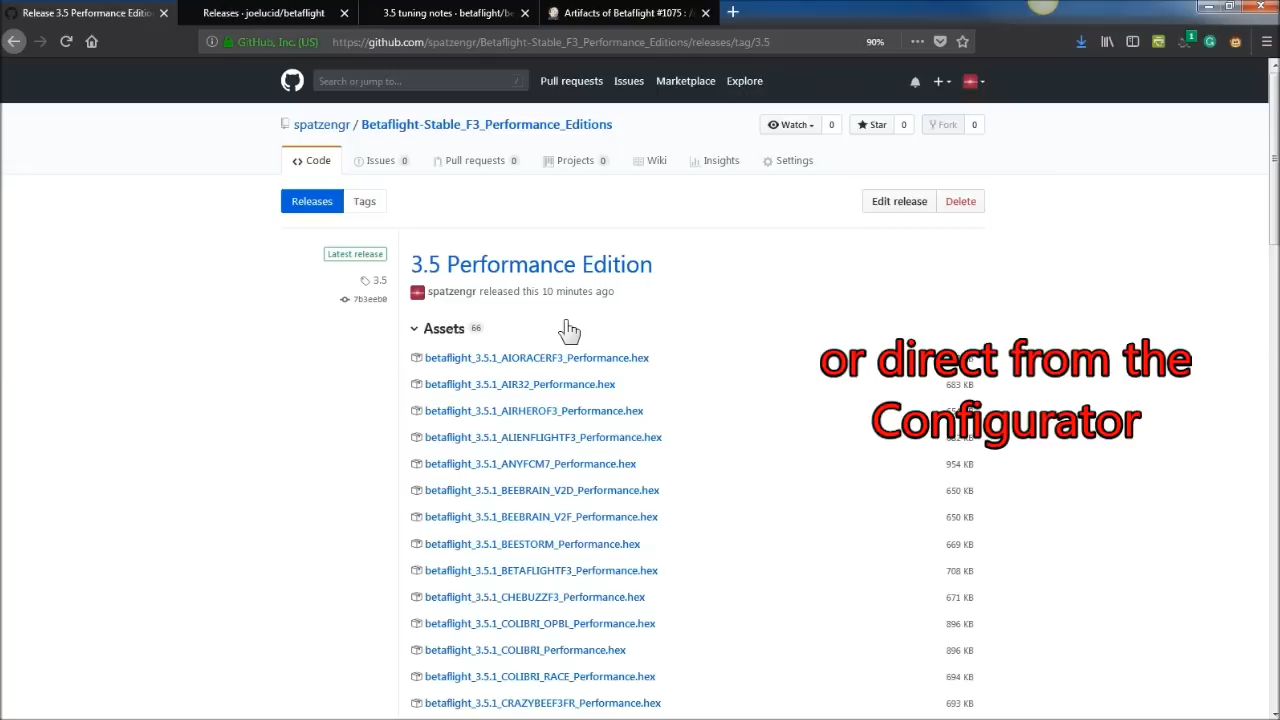 Release 3.5 Performance Edition
Releases · joelucid/betaflight
3.5 tuning notes · betaflight/be
Artifacts of Betaflight #1075 : /
GitHub, Inc. (US)
https://github.com/spatzengr/Betaflight-Stable_F3_Performance_Editions/releases/tag/3.5
90%
1
Search or jump to...
/
Pull requests
Issues
Marketplace
Explore
spatzengr / Betaflight-Stable_F3_Performance_Editions
Watch 0
Star 0
Fork 0
Code
Issues 0
Pull requests 0
Projects 0
Wiki
Insights
Settings
Releases
Tags
Edit release
Delete
Latest release
3.5
7b3eeb0
3.5 Performance Edition
spatzengr released this 10 minutes ago
Assets 66
betaflight_3.5.1_AIORACERF3_Performance.hex
betaflight_3.5.1_AIR32_Performance.hex 683 KB
betaflight_3.5.1_AIRHEROF3_Performance.hex
betaflight_3.5.1_ALIENFLIGHTF3_Performance.hex
betaflight_3.5.1_ANYFCM7_Performance.hex 954 KB
betaflight_3.5.1_BEEBRAIN_V2D_Performance.hex 650 KB
betaflight_3.5.1_BEEBRAIN_V2F_Performance.hex 650 KB
betaflight_3.5.1_BEESTORM_Performance.hex 669 KB
betaflight_3.5.1_BETAFLIGHTF3_Performance.hex 708 KB
betaflight_3.5.1_CHEBUZZF3_Performance.hex 671 KB
betaflight_3.5.1_COLIBRI_OPBL_Performance.hex 896 KB
betaflight_3.5.1_COLIBRI_Performance.hex 896 KB
betaflight_3.5.1_COLIBRI_RACE_Performance.hex 694 KB
betaflight_3.5.1_CRAZYBEEF3FR_Performance.hex 693 KB
or direct from the
Configurator